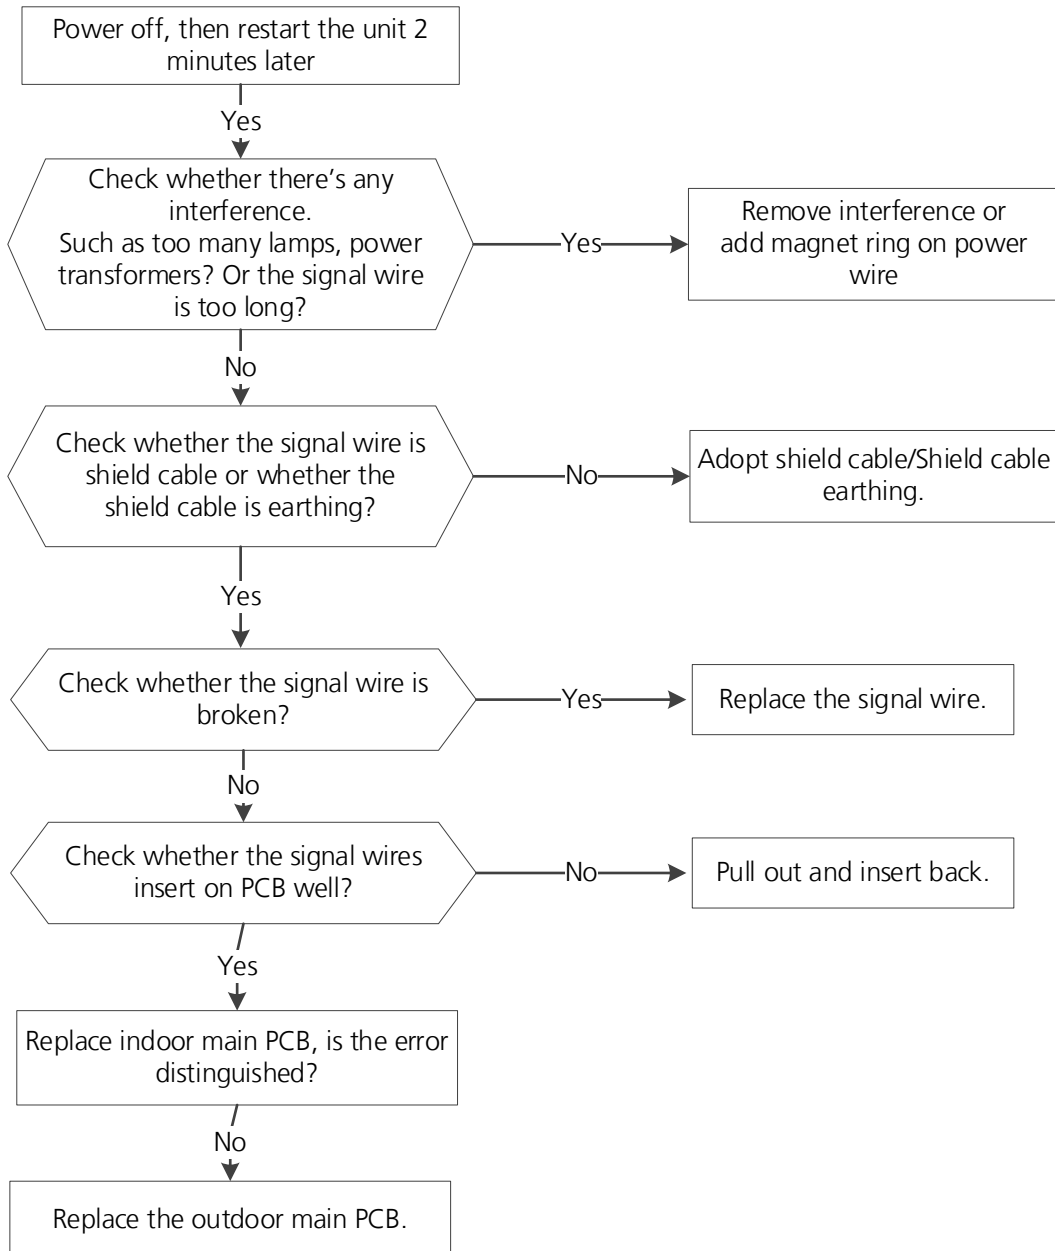 Power off, then restart the unit 2
minutes later
Yes
Check whether there’s any
interference.
Such as too many lamps, power
transformers? Or the signal wire
is too long?
Yes
Remove interference or
add magnet ring on power
wire
No
Check whether the signal wire is
shield cable or whether the
shield cable is earthing?
No
Adopt shield cable/Shield cable
earthing.
Yes
Check whether the signal wire is
broken?
Yes
Replace the signal wire.
No
Check whether the signal wires
insert on PCB well?
No
Pull out and insert back.
Yes
Replace indoor main PCB, is the error
distinguished?
No
Replace the outdoor main PCB.